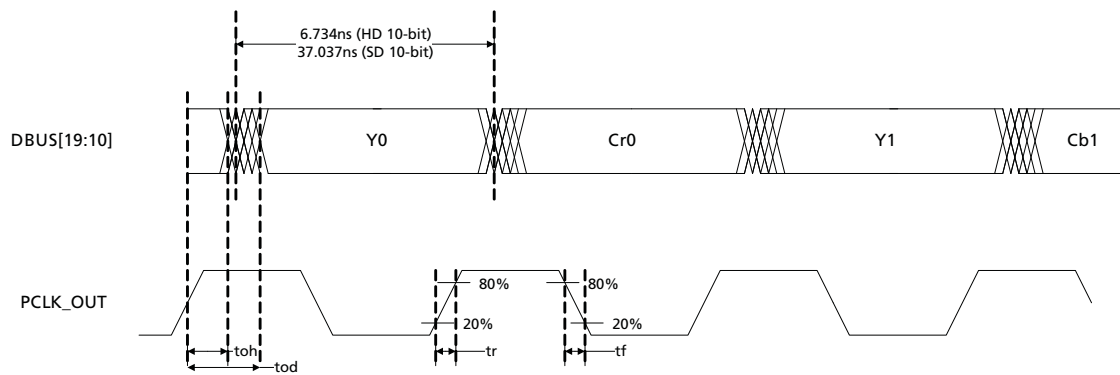 6.734ns (HD 10-bit)
37.037ns (SD 10-bit)
DBUS[19:10]
Y0
Cr0
Y1
Cb1
PCLK_OUT
80%
80%
20%
20%
toh
tr
tf
tod